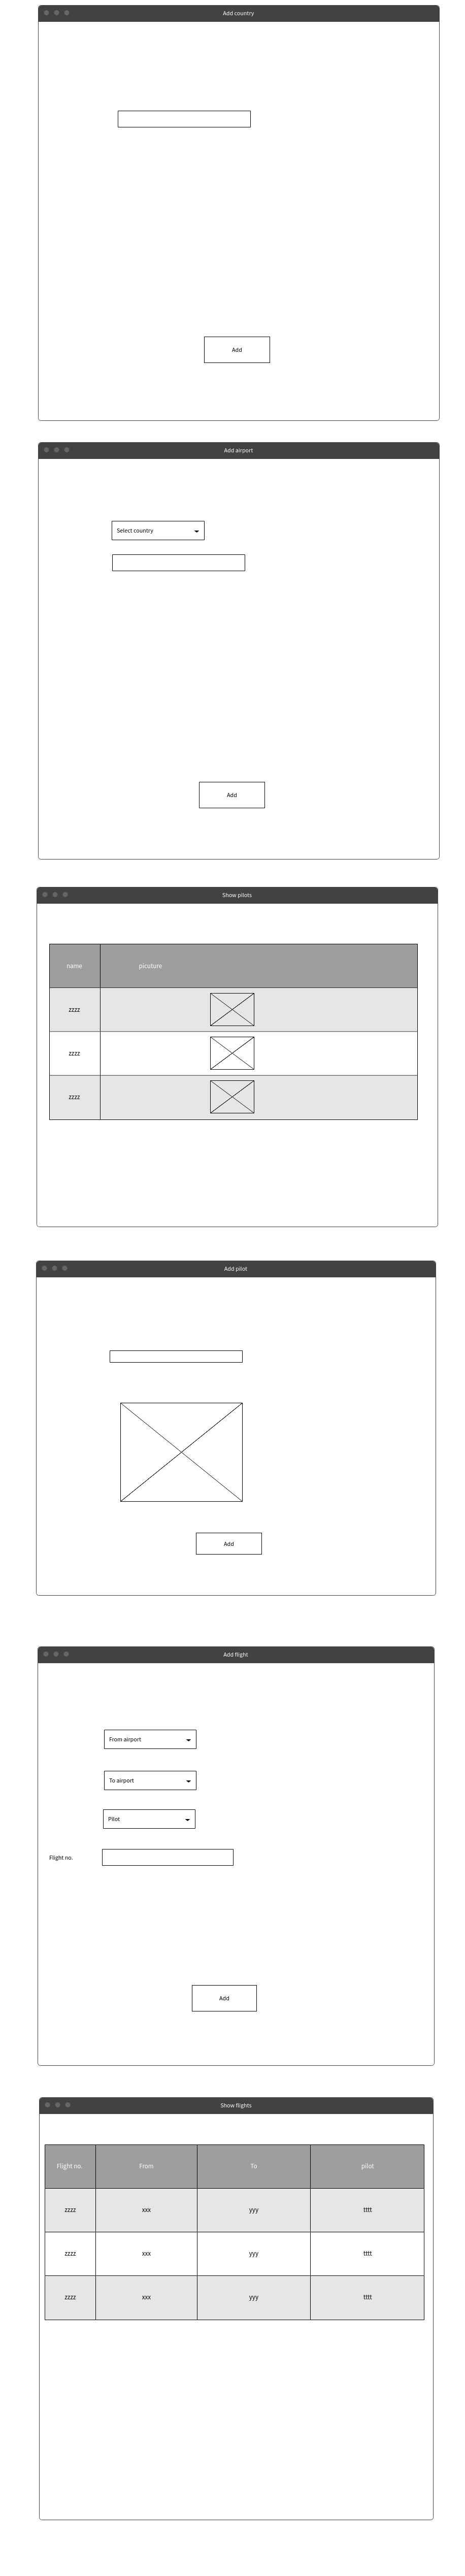 Add country
Add
Add airport
Select country
Add
Show pilots
name picuture
zzzz
zzzz
zzzz
Add pilot
Add
Add flight
From airport
To airport
Pilot
Flight no.
Add
Show flights
Flight no. From To pilot
zzzz xxx yyy tttt
zzzz xxx yyy tttt
zzzz xxx yyy tttt